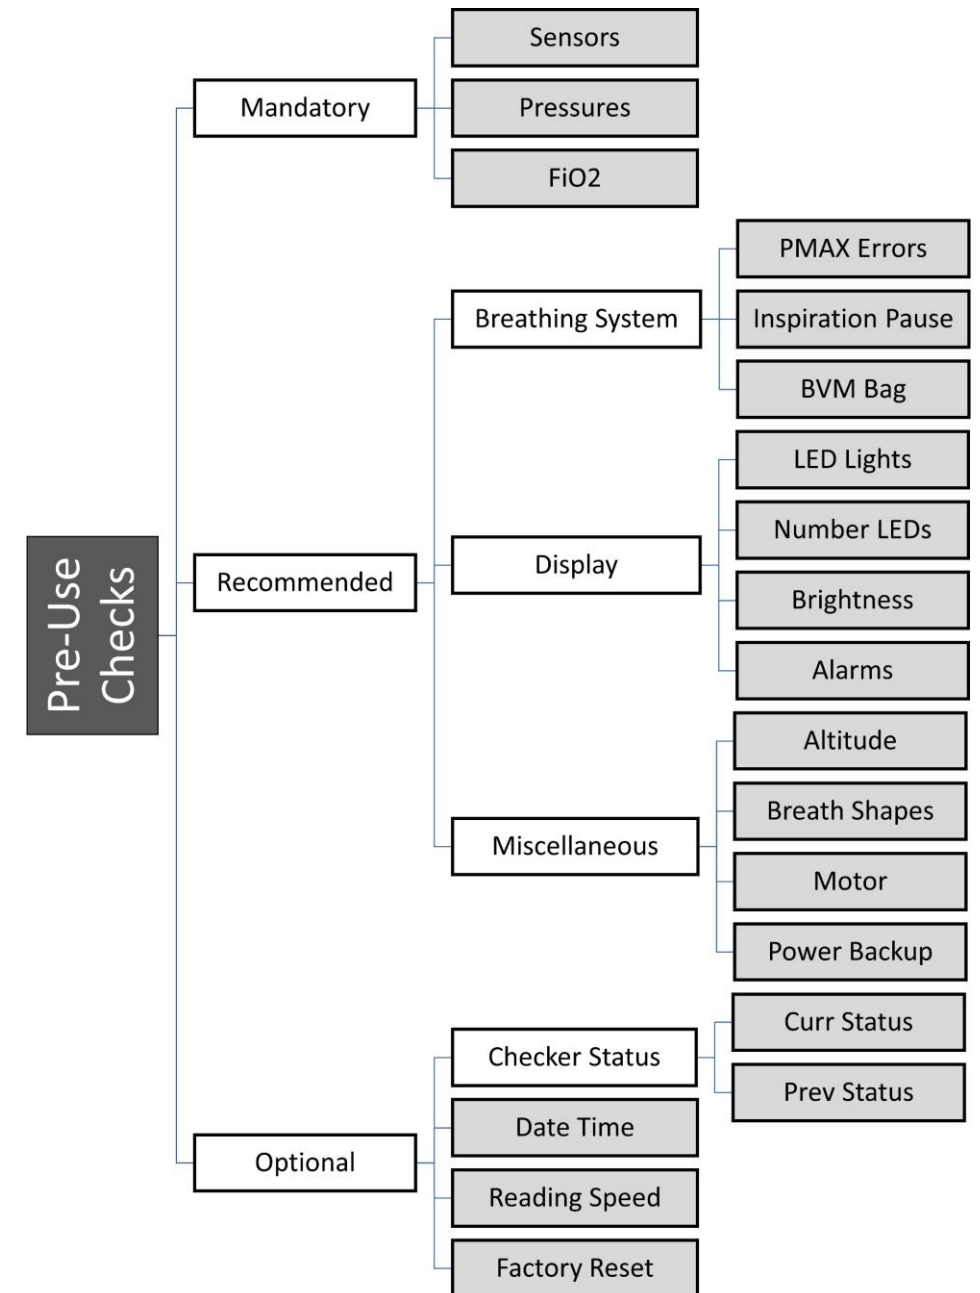 Pre-Use
Checks
Mandatory
Sensors
Pressures
FiO2
Recommended
Breathing System
PMAX Errors
Inspiration Pause
BVM Bag
Display
LED Lights
Number LEDs
Brightness
Alarms
Miscellaneous
Altitude
Breath Shapes
Motor
Power Backup
Optional
Checker Status
Curr Status
Prev Status
Date Time
Reading Speed
Factory Reset